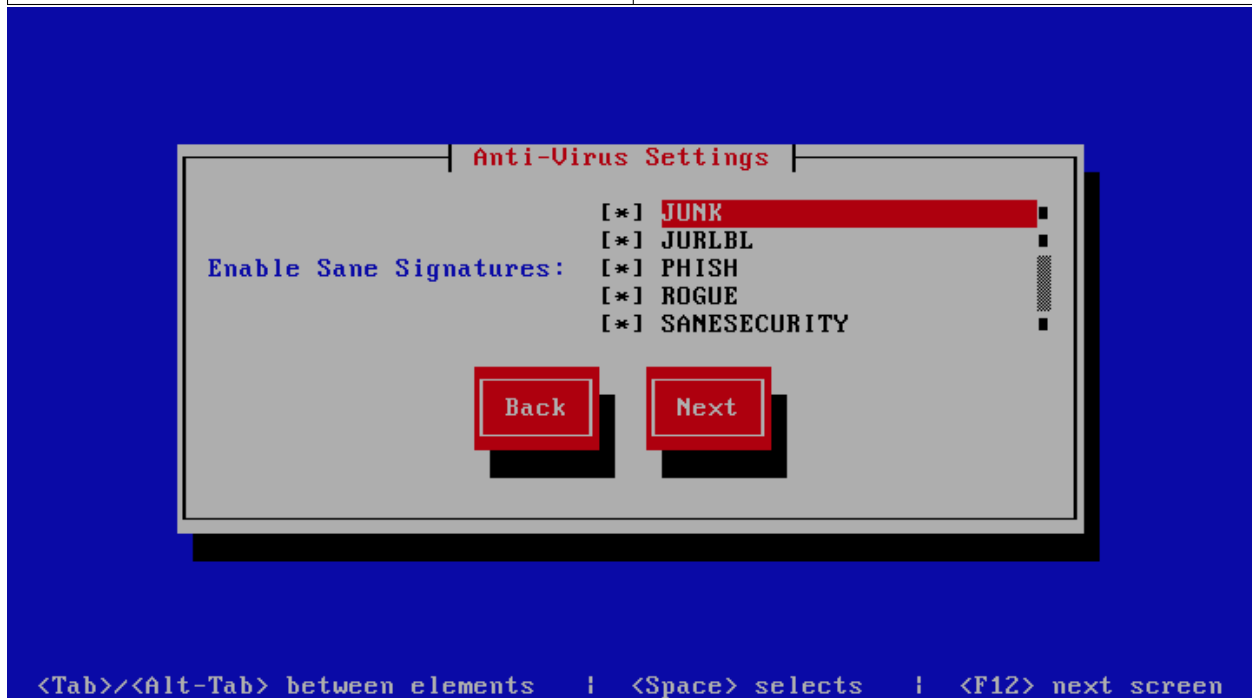 Anti-Virus Settings
[*] JUNK
[*] JURLBL
Enable Sane Signatures: [*] PHISH
[*] ROGUE
[*] SANESECURITY
Back Next
<Tab>/<Alt-Tab> between elements | <Space> selects | <F12> next screen